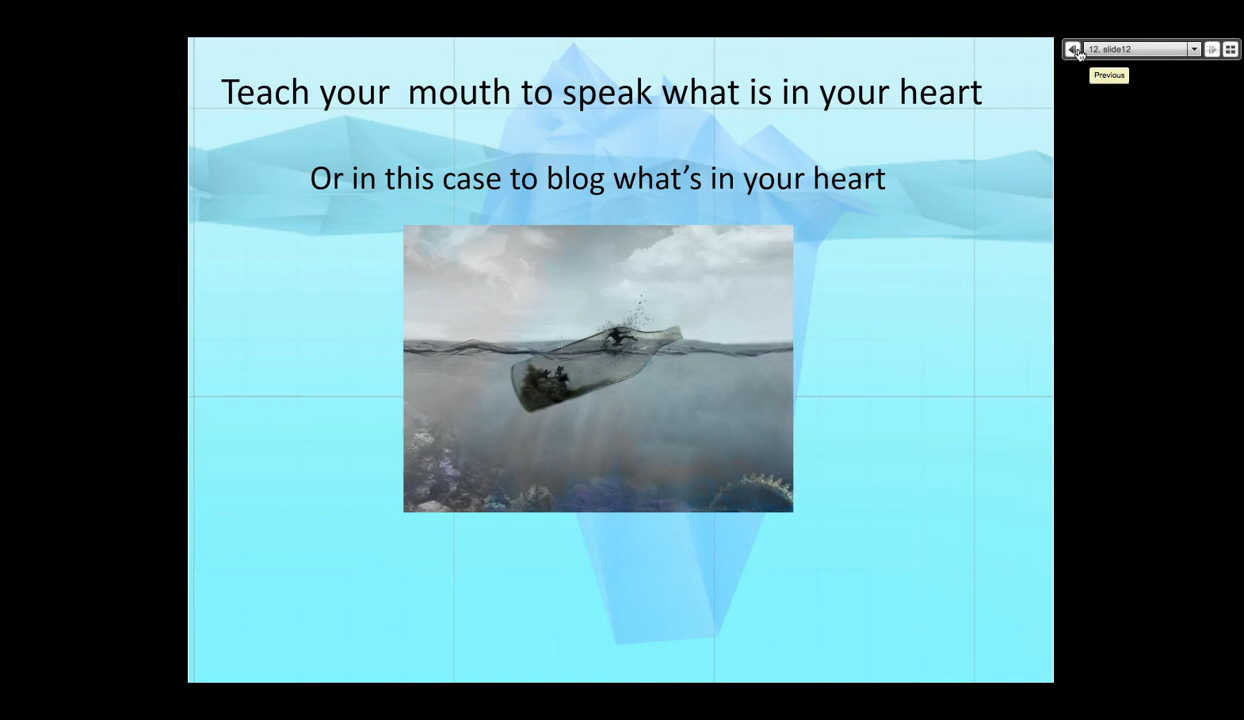 Teach your  mouth to speak what is in your heart
Or in this case to blog what's in your heart
12. slide12
Previous